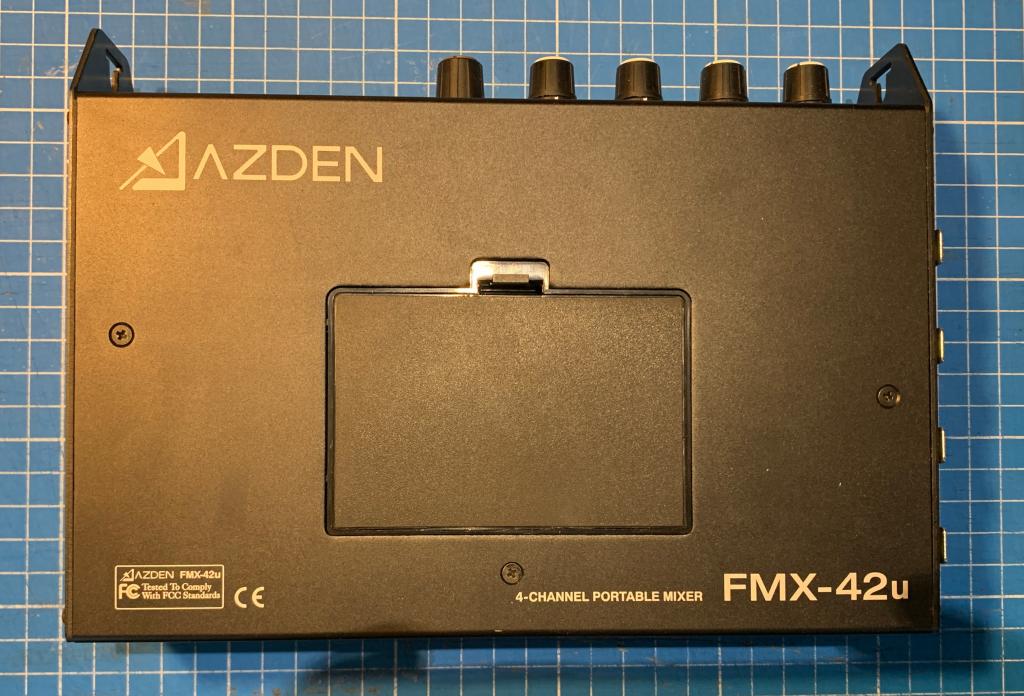 AZDEN
AZDEN FMX-42u
FC Tested To Comply
With FCC Standards
CE
4-CHANNEL PORTABLE MIXER
FMX-42u